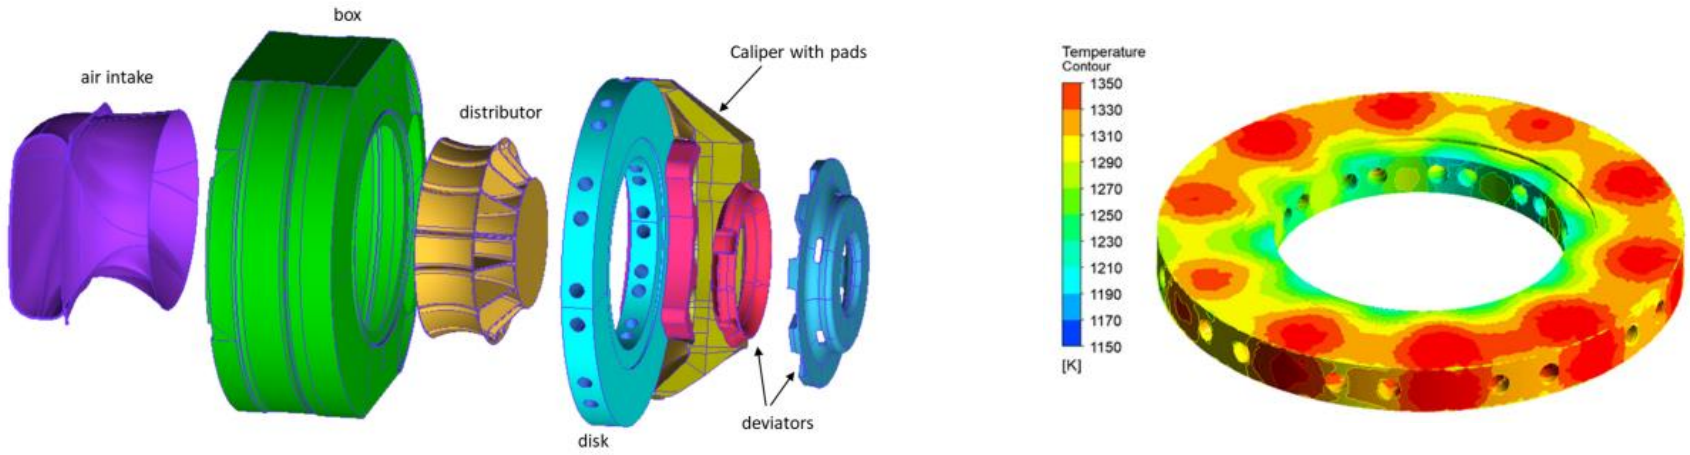 box
air intake
distributor
Caliper with pads
deviators
disk
Temperature
Contour
1350
1330
1310
1290
1270
1250
1230
1210
1190
1170
1150
[K]